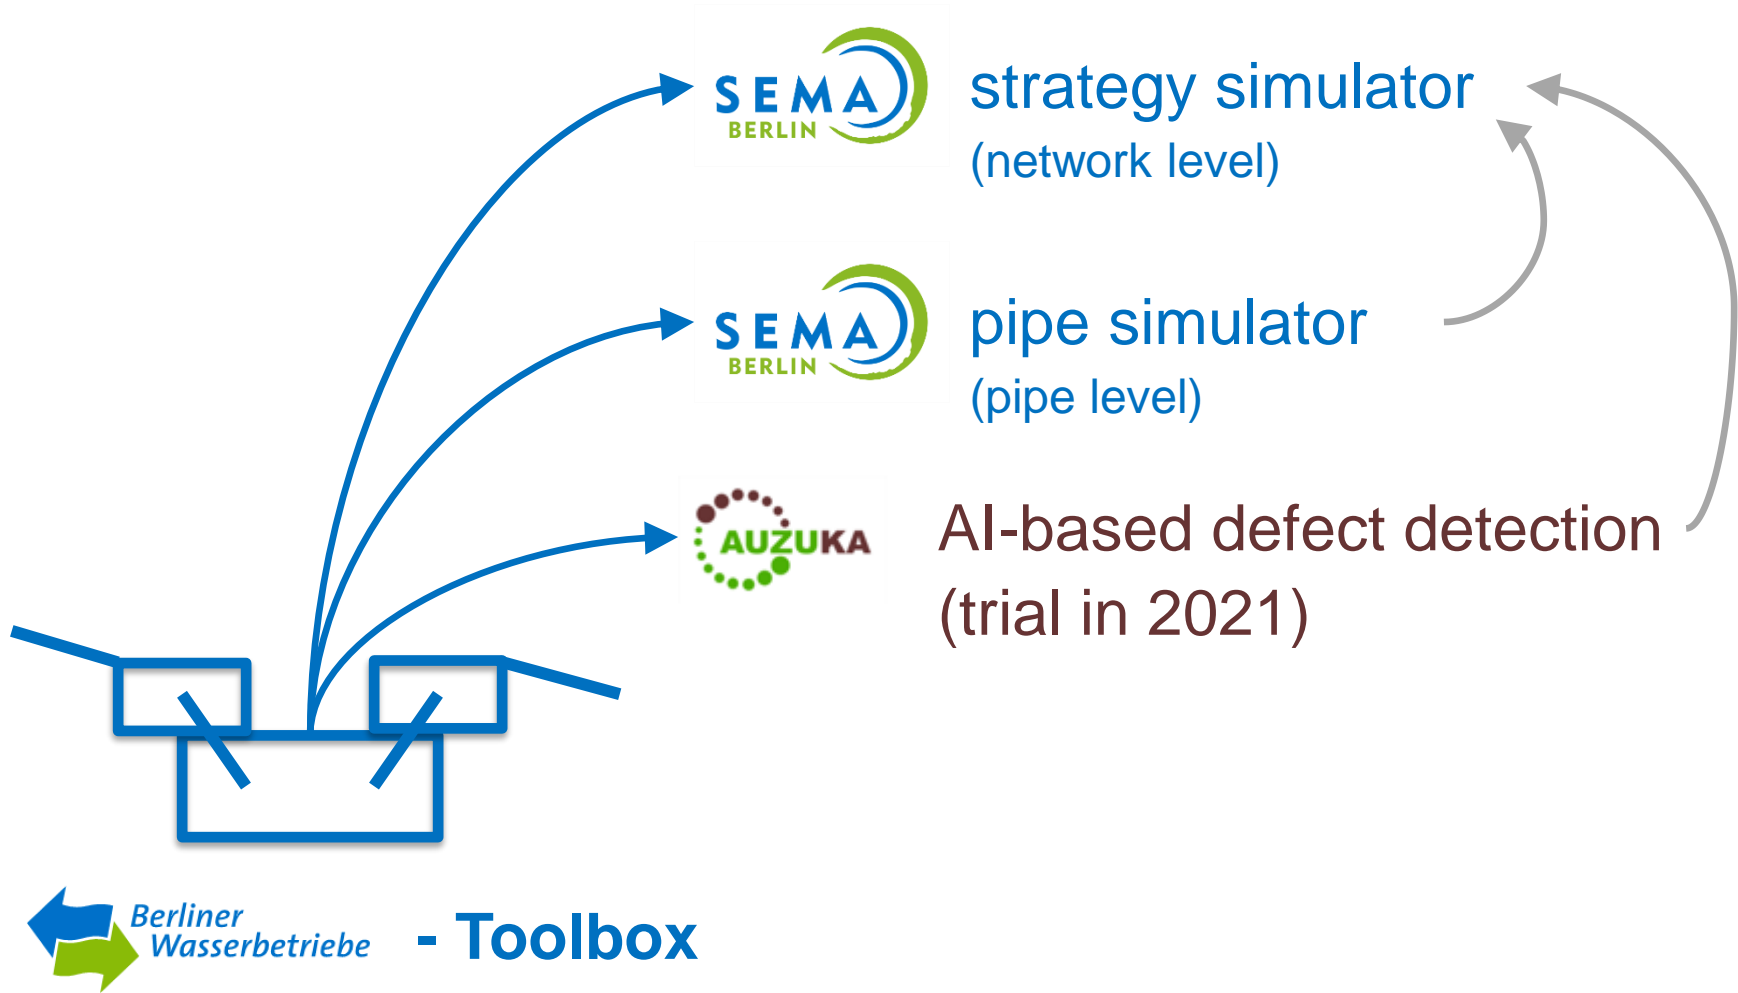 SEMA
BERLIN
strategy simulator
(network level)
SEMA
BERLIN
pipe simulator
(pipe level)
AUZUKA
AI-based defect detection
(trial in 2021)
Berliner
Wasserbetriebe
- Toolbox